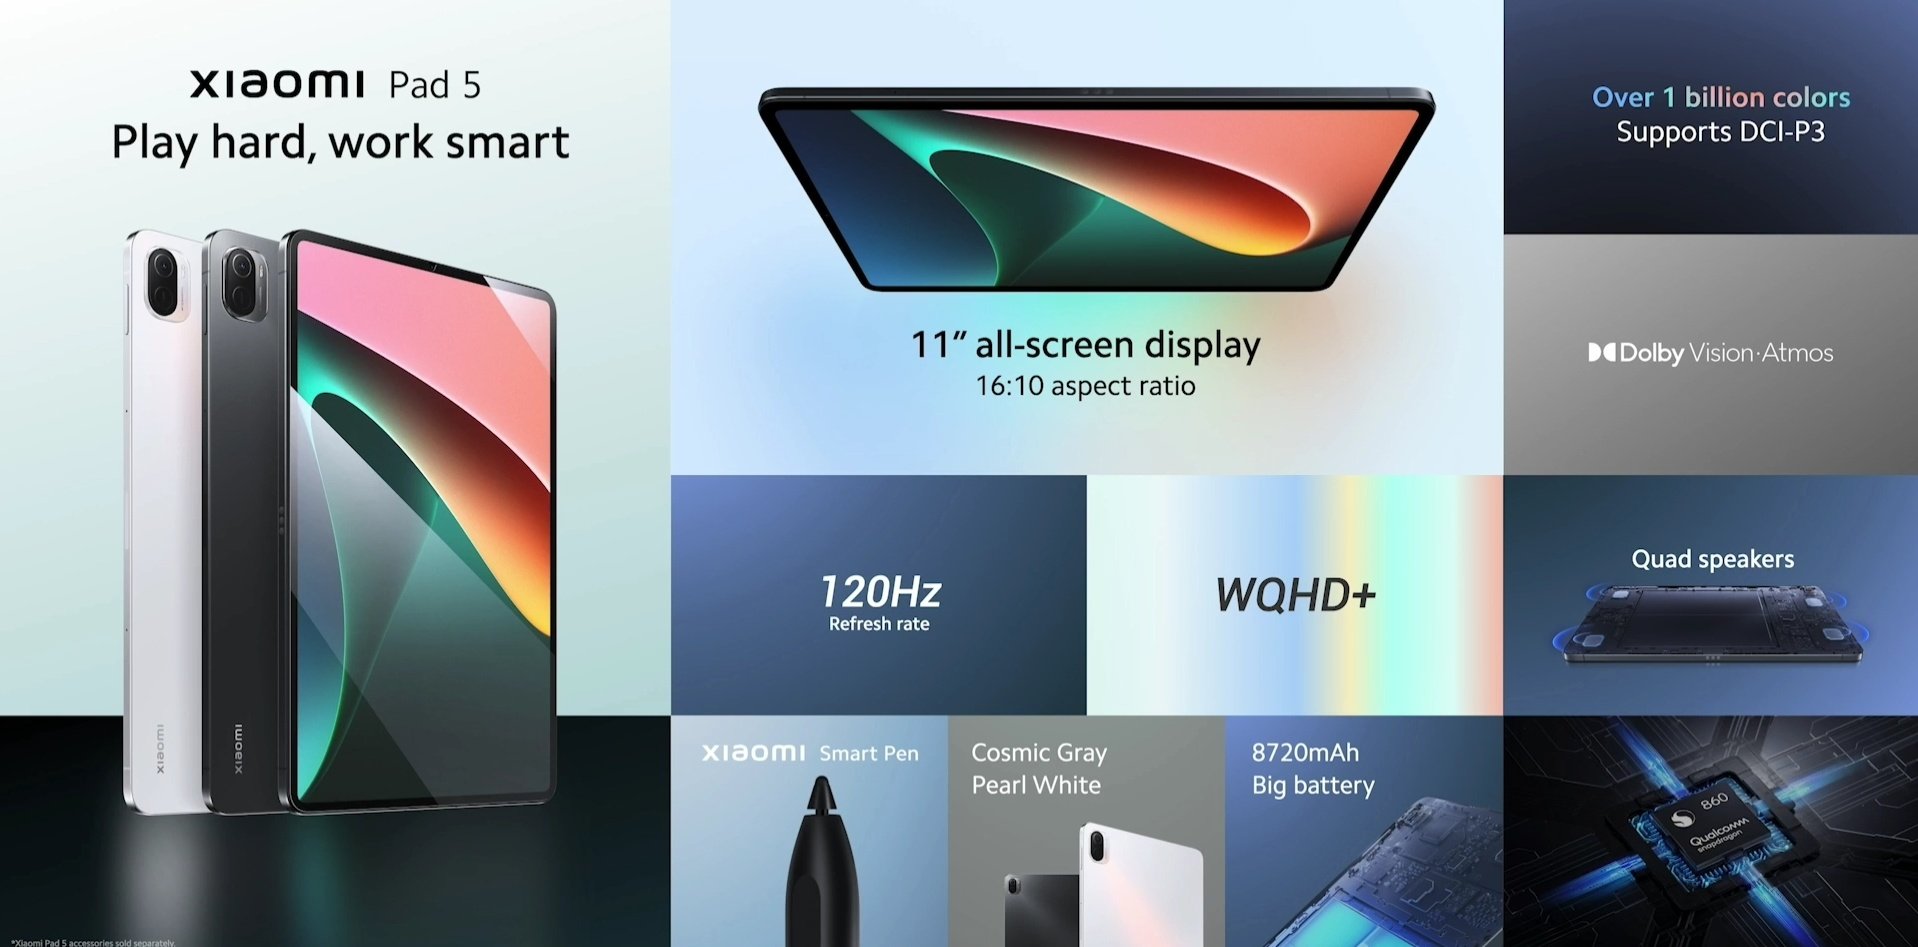 xiaomi Pad 5
Play hard, work smart
xiaomi
xiaomi
*Xiaomi Pad 5 accessories sold separately.
11″ all-screen display
16:10 aspect ratio
Over 1 billion colors
Supports DCI-P3
Dolby Vision·Atmos
120Hz
Refresh rate
WQHD+
Quad speakers
xiaomi Smart Pen
Cosmic Gray
Pearl White
8720mAh
Big battery
860
Qualcomm
snapdragon